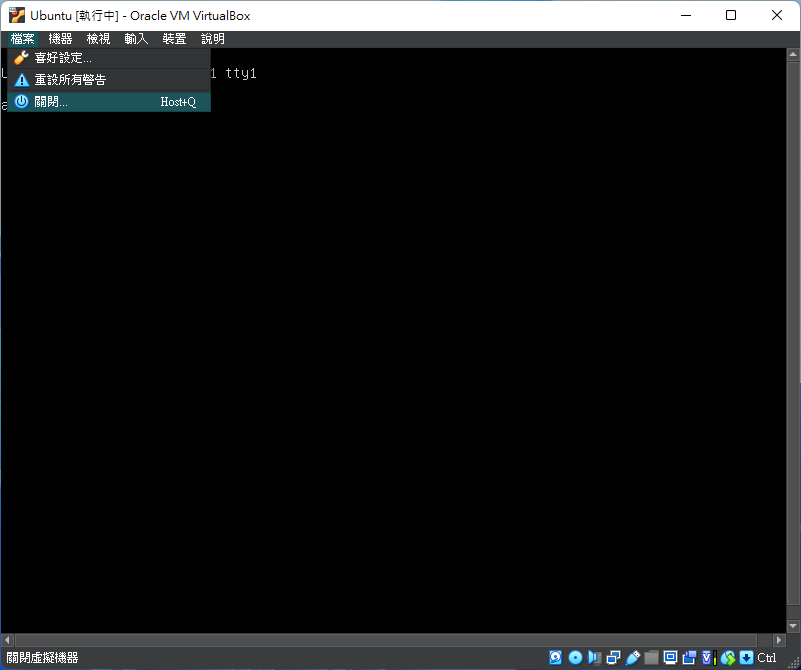 Ubuntu [執行中] - Oracle VM VirtualBox
檔案 機器 檢視 輸入 裝置 說明
喜好設定...
1 tty1
重設所有警告
關閉... Host+Q
關閉虛擬機器 Ctrl